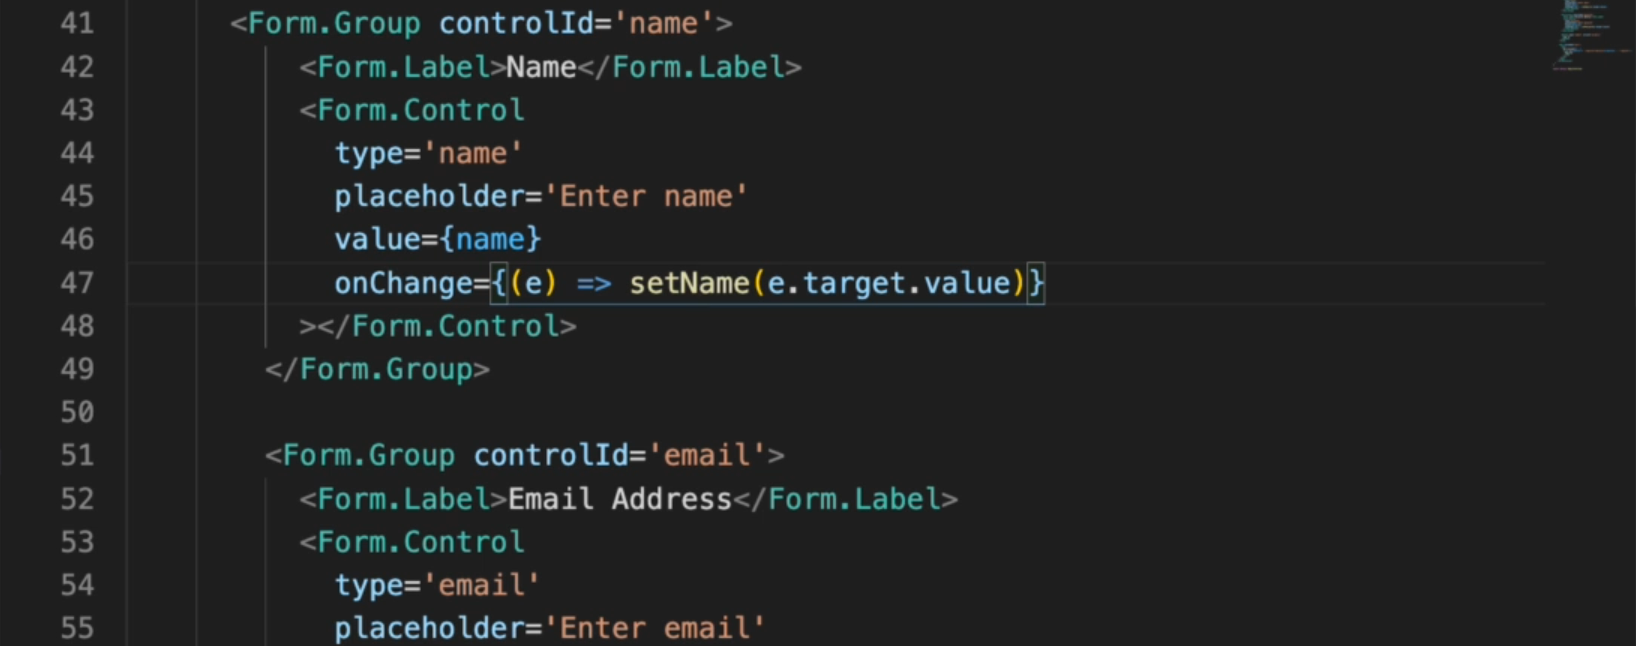 41 <Form.Group controlId='name'>
42 <Form.Label>Name</Form.Label>
43 <Form.Control
44 type='name'
45 placeholder='Enter name'
46 value={name}
47 onChange={(e) => setName(e.target.value)}
48 ></Form.Control>
49 </Form.Group>
50
51 <Form.Group controlId='email'>
52 <Form.Label>Email Address</Form.Label>
53 <Form.Control
54 type='email'
55 placeholder='Enter email'